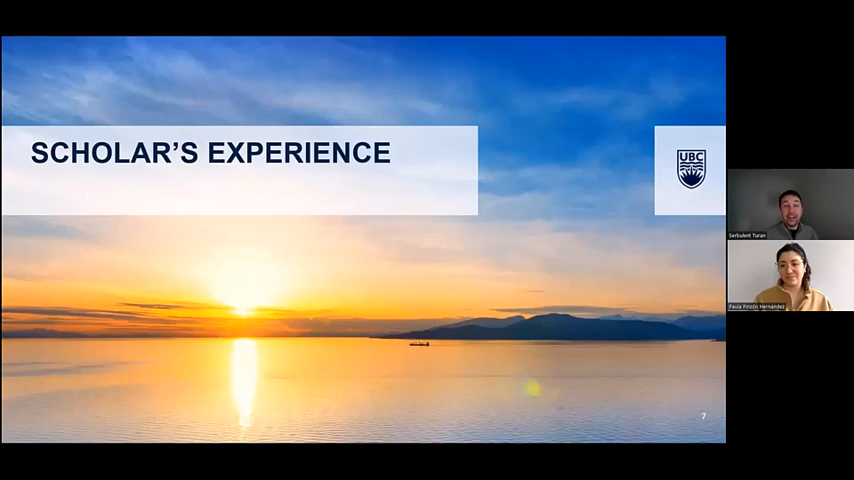 SCHOLAR'S EXPERIENCE
UBC
Serbulent Turan
Paula Pinzón Hernández
7